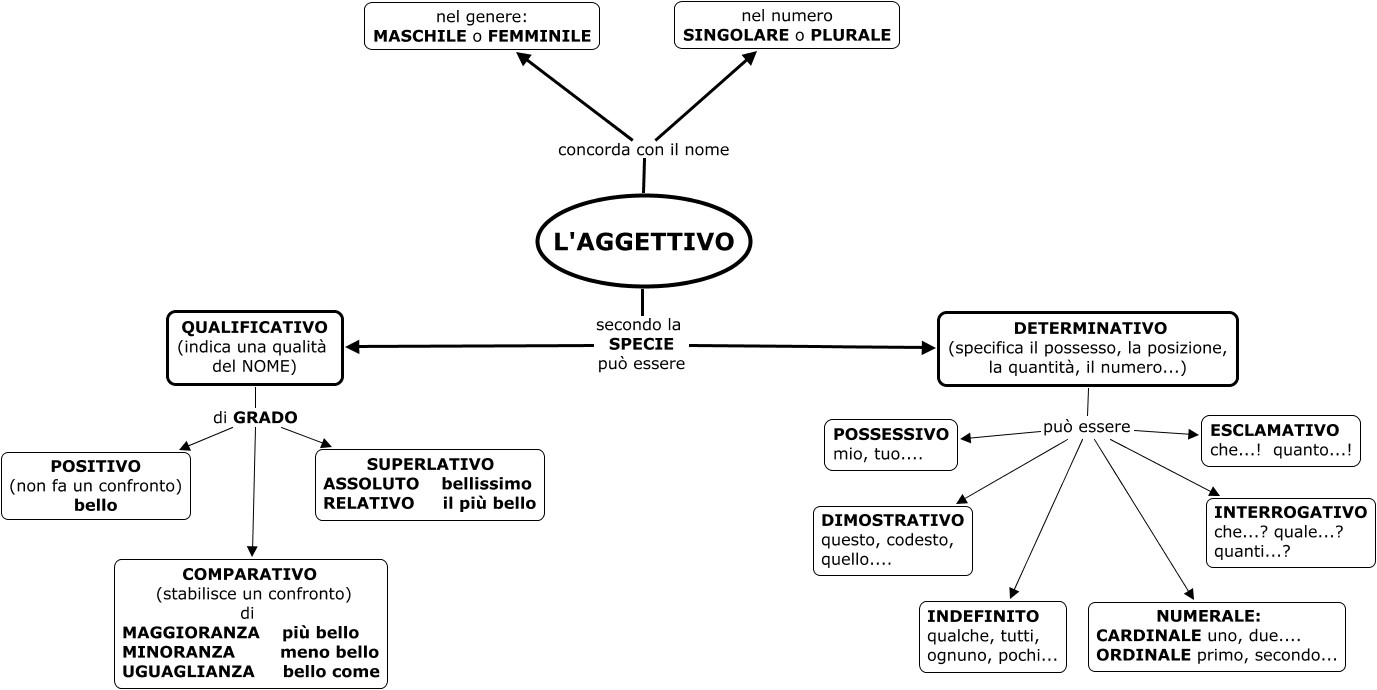 nel genere:
MASCHILE o FEMMINILE
nel numero
SINGOLARE o PLURALE
concorda con il nome
L'AGGETTIVO
secondo la
SPECIE
può essere
QUALIFICATIVO
(indica una qualità
del NOME)
di GRADO
POSITIVO
(non fa un confronto)
bello
SUPERLATIVO
ASSOLUTO bellissimo
RELATIVO il più bello
COMPARATIVO
(stabilisce un confronto)
di
MAGGIORANZA più bello
MINORANZA meno bello
UGUAGLIANZA bello come
DETERMINATIVO
(specifica il possesso, la posizione,
la quantità, il numero...)
può essere
POSSESSIVO
mio, tuo....
ESCLAMATIVO
che...! quanto...!
DIMOSTRATIVO
questo, codesto,
quello....
INTERROGATIVO
che...? quale...?
quanti...?
INDEFINITO
qualche, tutti,
ognuno, pochi...
NUMERALE:
CARDINALE uno, due....
ORDINALE primo, secondo...